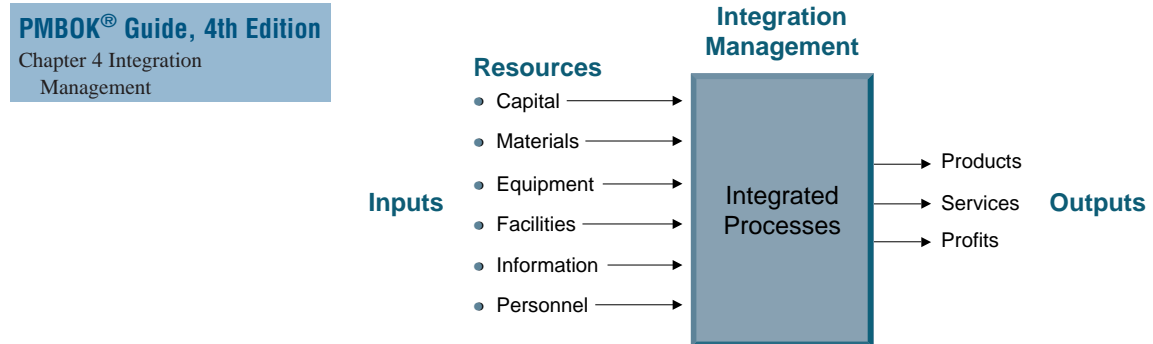 PMBOK® Guide, 4th Edition
Chapter 4 Integration
Management
Integration
Management
Resources
• Capital
• Materials
• Equipment
• Facilities
• Information
• Personnel
Inputs
Integrated
Processes
Products
Services
Profits
Outputs